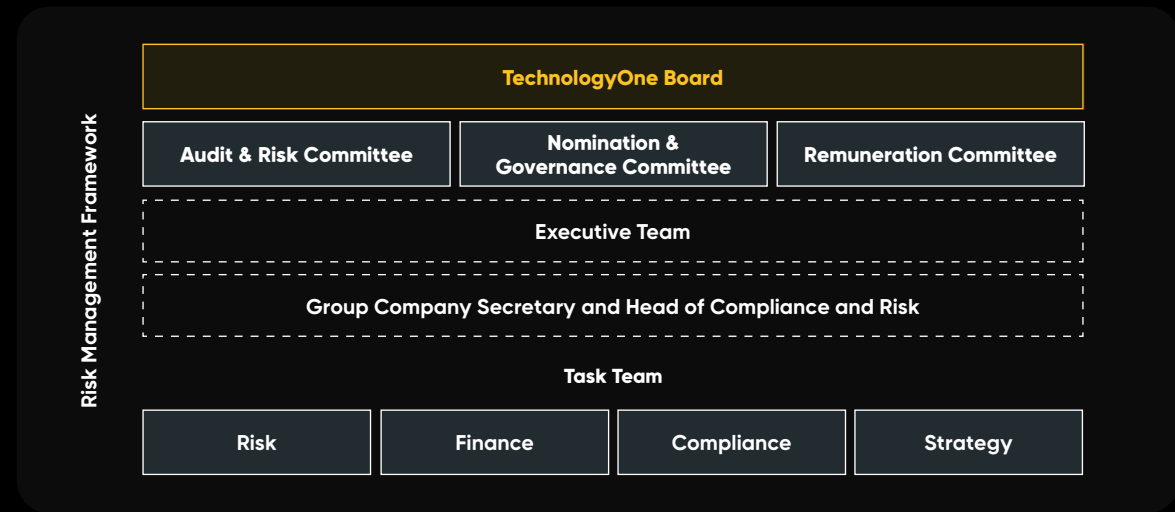 Risk Management Framework
TechnologyOne Board
Audit & Risk Committee
Nomination &
Governance Committee
Remuneration Committee
Executive Team
Group Company Secretary and Head of Compliance and Risk
Task Team
Risk
Finance
Compliance
Strategy